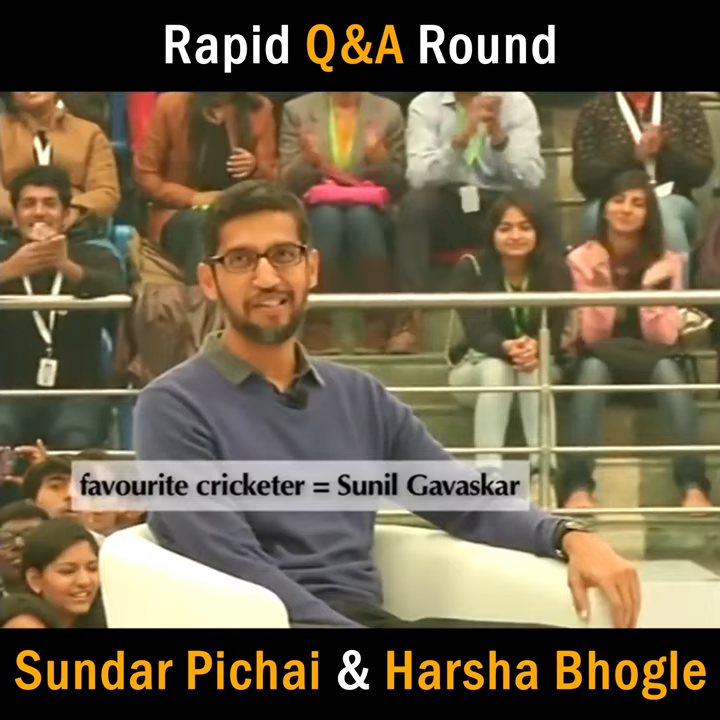 Rapid Q&A Round
favourite cricketer = Sunil Gavaskar
Sundar Pichai & Harsha Bhogle